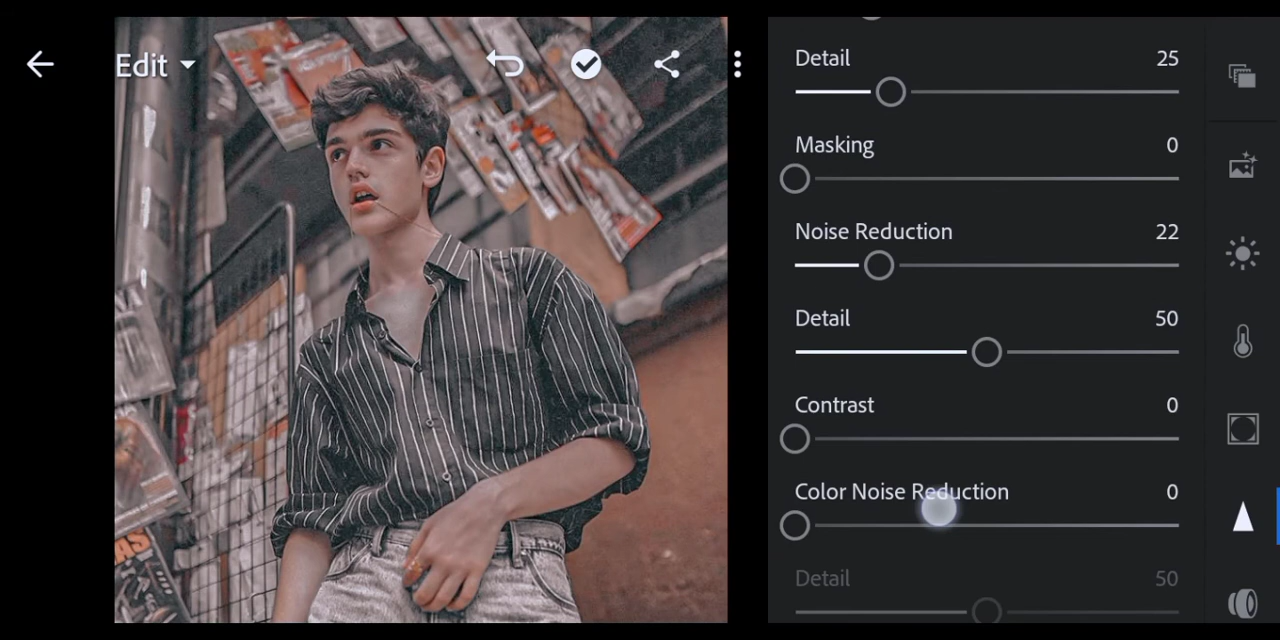 Edit
Detail 25
Masking 0
Noise Reduction 22
Detail 50
Contrast 0
Color Noise Reduction 0
Detail 50